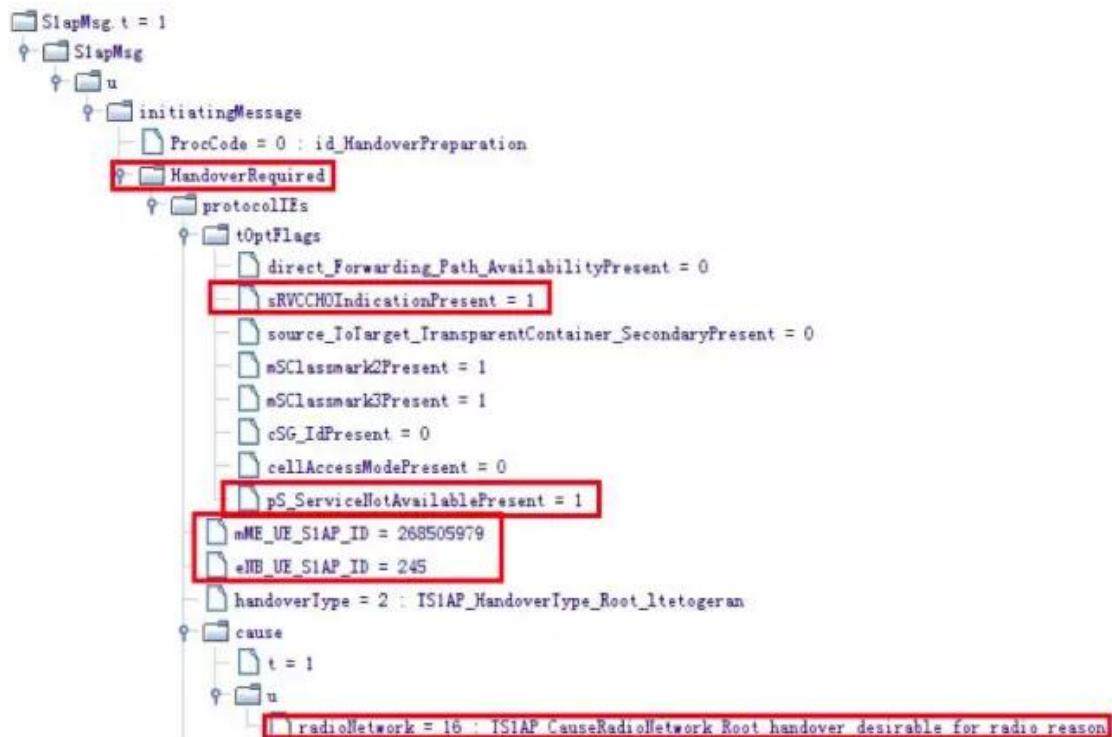 S1apMsg.t = 1
S1apMsg
u
initiatingMessage
ProcCode = 0 : id_HandoverPreparation
HandoverRequired
protocolIEs
tOptFlags
direct_Forwarding_Path_AvailabilityPresent = 0
sRVCCHOIndicationPresent = 1
source_ToTarget_TransparentContainer_SecondaryPresent = 0
mSClassmark2Present = 1
mSClassmark3Present = 1
cSG_IdPresent = 0
cellAccessModePresent = 0
pS_ServiceNotAvailablePresent = 1
mME_UE_S1AP_ID = 268505979
eNB_UE_S1AP_ID = 245
handoverType = 2 : TS1AP_HandoverType_Root_ltetogeran
cause
t = 1
u
radioNetwork = 16 : TS1AP_CauseRadioNetwork_Root_handover_desirable_for_radio_reason